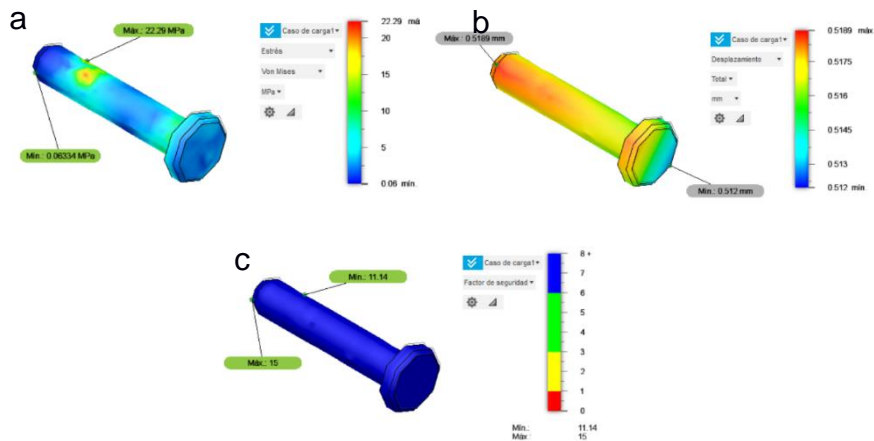 a
Máx.: 22.29 MPa
Mín.: 0.06334 MPa
Caso de carga1
Estrés
Von Mises
MPa
22.29 má
20
15
10
5
0.06 mín.
b
Máx.: 0.5189 mm
Mín.: 0.512 mm
Caso de carga1
Desplazamiento
Total
mm
0.5189 máx
0.5175
0.516
0.5145
0.513
0.512 mín
c
Mín.: 11.14
Máx.: 15
Caso de carga1
Factor de seguridad
8 +
7
6
5
4
3
2
1
0
Mín.: 11.14
Máx: 15